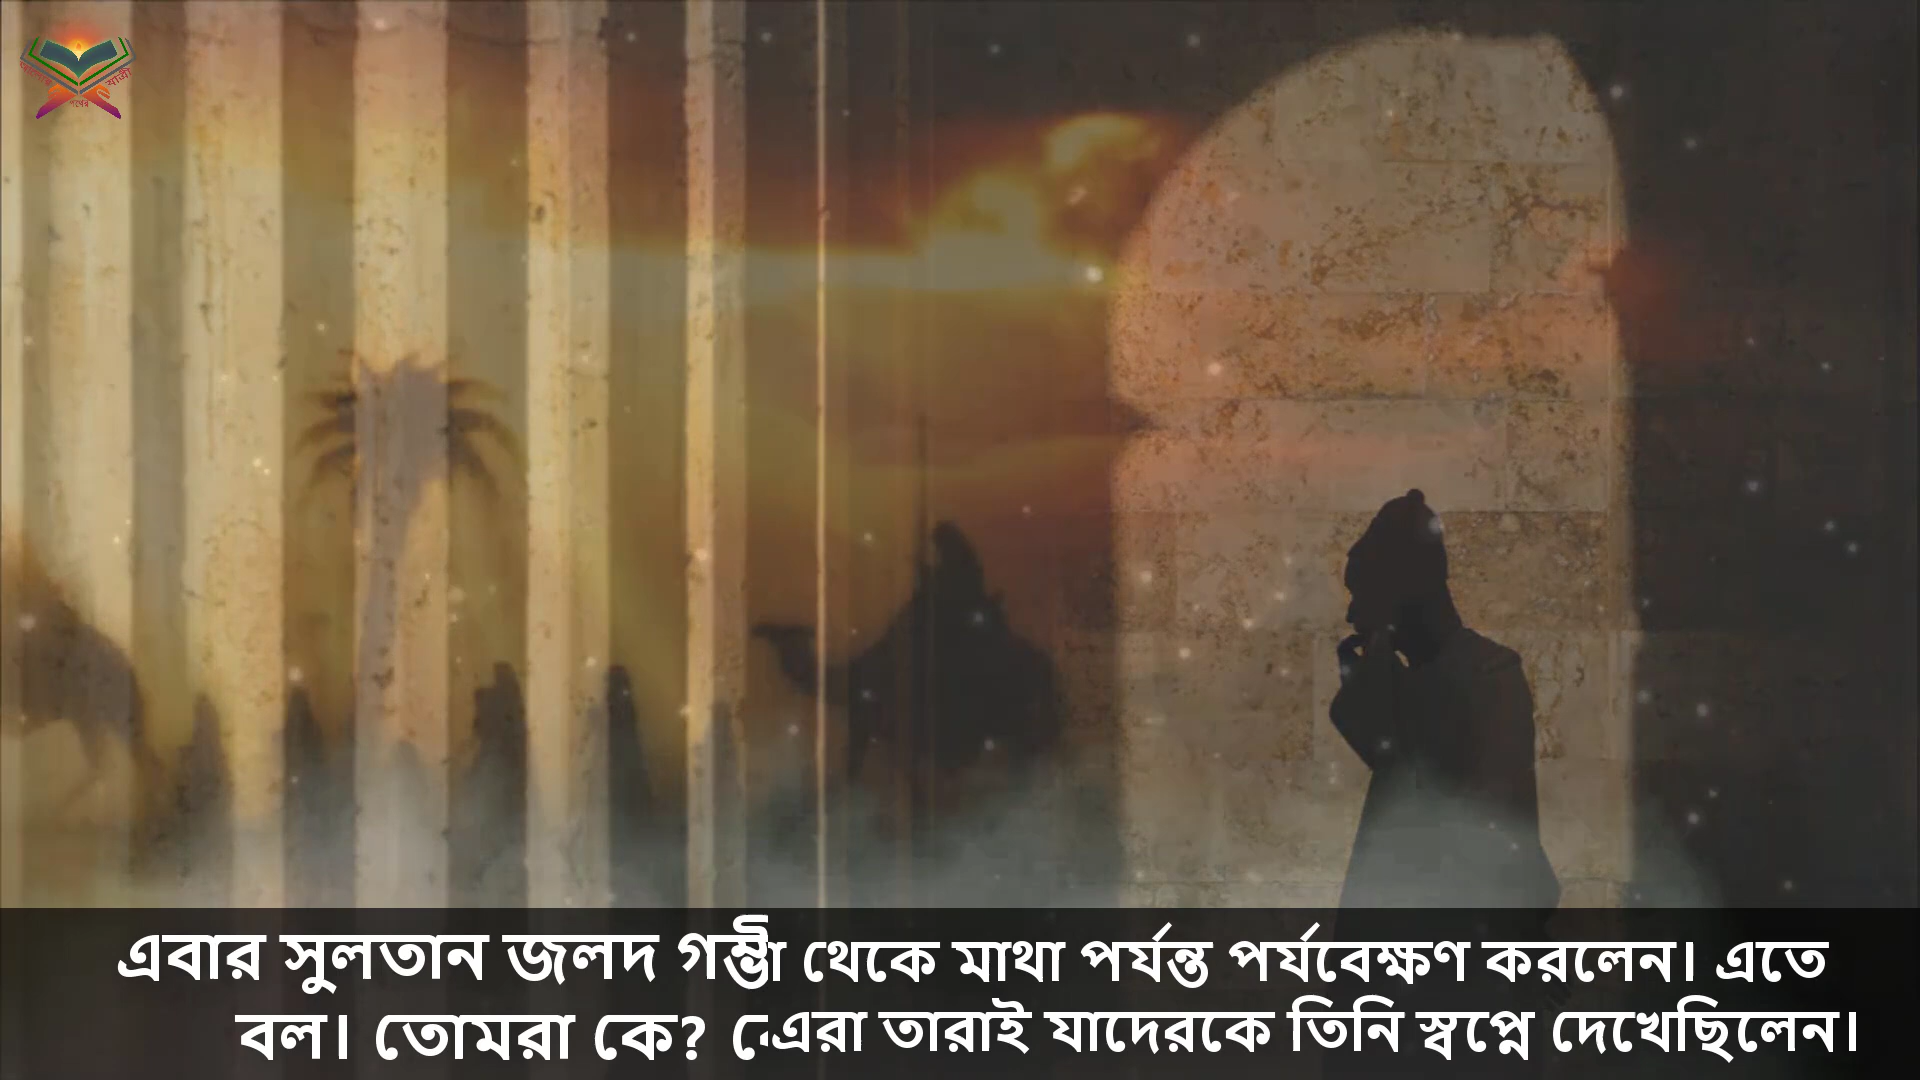 এবার সুলতান জলদ গম্ভী া থেকে মাথা পর্যন্ত পর্যবেক্ষণ করলেন। এতে
বল। তোমরা কে? এরা তারাই যাদেরকে তিনি স্বপ্নে দেখেছিলেন।